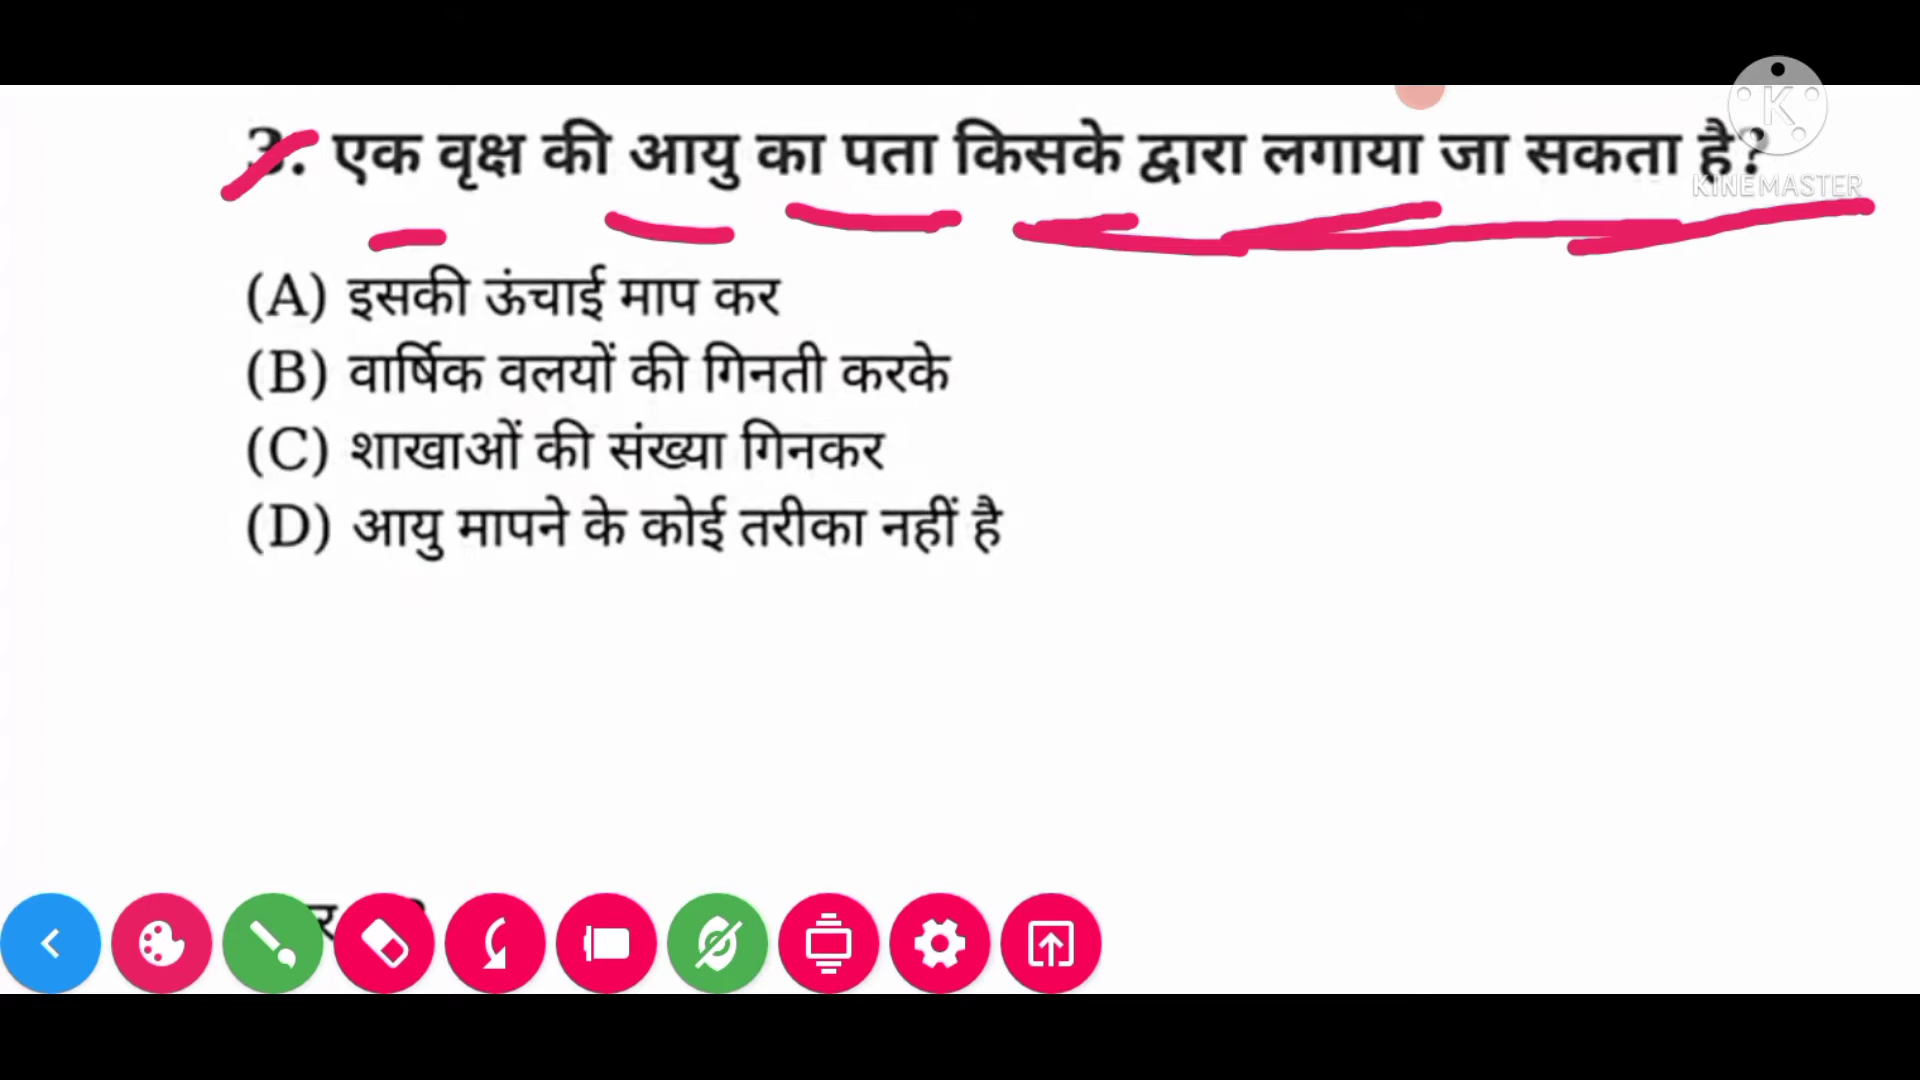 3. एक वृक्ष की आयु का पता किसके द्वारा लगाया जा सकता है?
K
KINEMASTER
(A) इसकी ऊंचाई माप कर
(B) वार्षिक वलयों की गिनती करके
(C) शाखाओं की संख्या गिनकर
(D) आयु मापने के कोई तरीका नहीं है